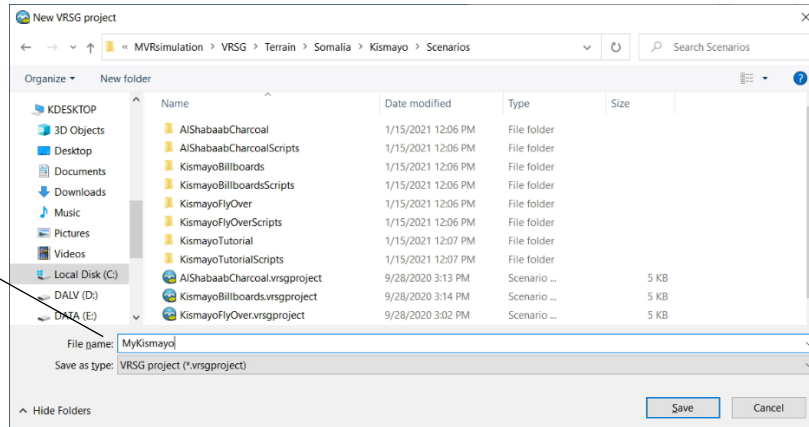 New VRSG project
« MVRsimulation > VRSG > Terrain > Somalia > Kismayo > Scenarios
Search Scenarios
Organize
New folder
Name Date modified Type Size
KDESKTOP
3D Objects
Desktop
Documents
Downloads
Music
Pictures
Videos
Local Disk (C:)
DALV (D:)
DATA (E:)
AlShabaabCharcoal 1/15/2021 12:06 PM File folder
AlShabaabCharcoalScripts 1/15/2021 12:06 PM File folder
KismayoBillboards 1/15/2021 12:06 PM File folder
KismayoBillboardsScripts 1/15/2021 12:06 PM File folder
KismayoFlyOver 1/15/2021 12:06 PM File folder
KismayoFlyOverScripts 1/15/2021 12:06 PM File folder
KismayoTutorial 1/15/2021 12:07 PM File folder
KismayoTutorialScripts 1/15/2021 12:07 PM File folder
AlShabaabCharcoal.vrsgproject 9/28/2020 3:13 PM Scenario ... 5 KB
KismayoBillboards.vrsgproject 9/28/2020 3:14 PM Scenario ... 5 KB
KismayoFlyOver.vrsgproject 9/28/2020 3:02 PM Scenario ... 5 KB
File name: MyKismayo
Save as type: VRSG project (*.vrsgproject)
Hide Folders
Save
Cancel